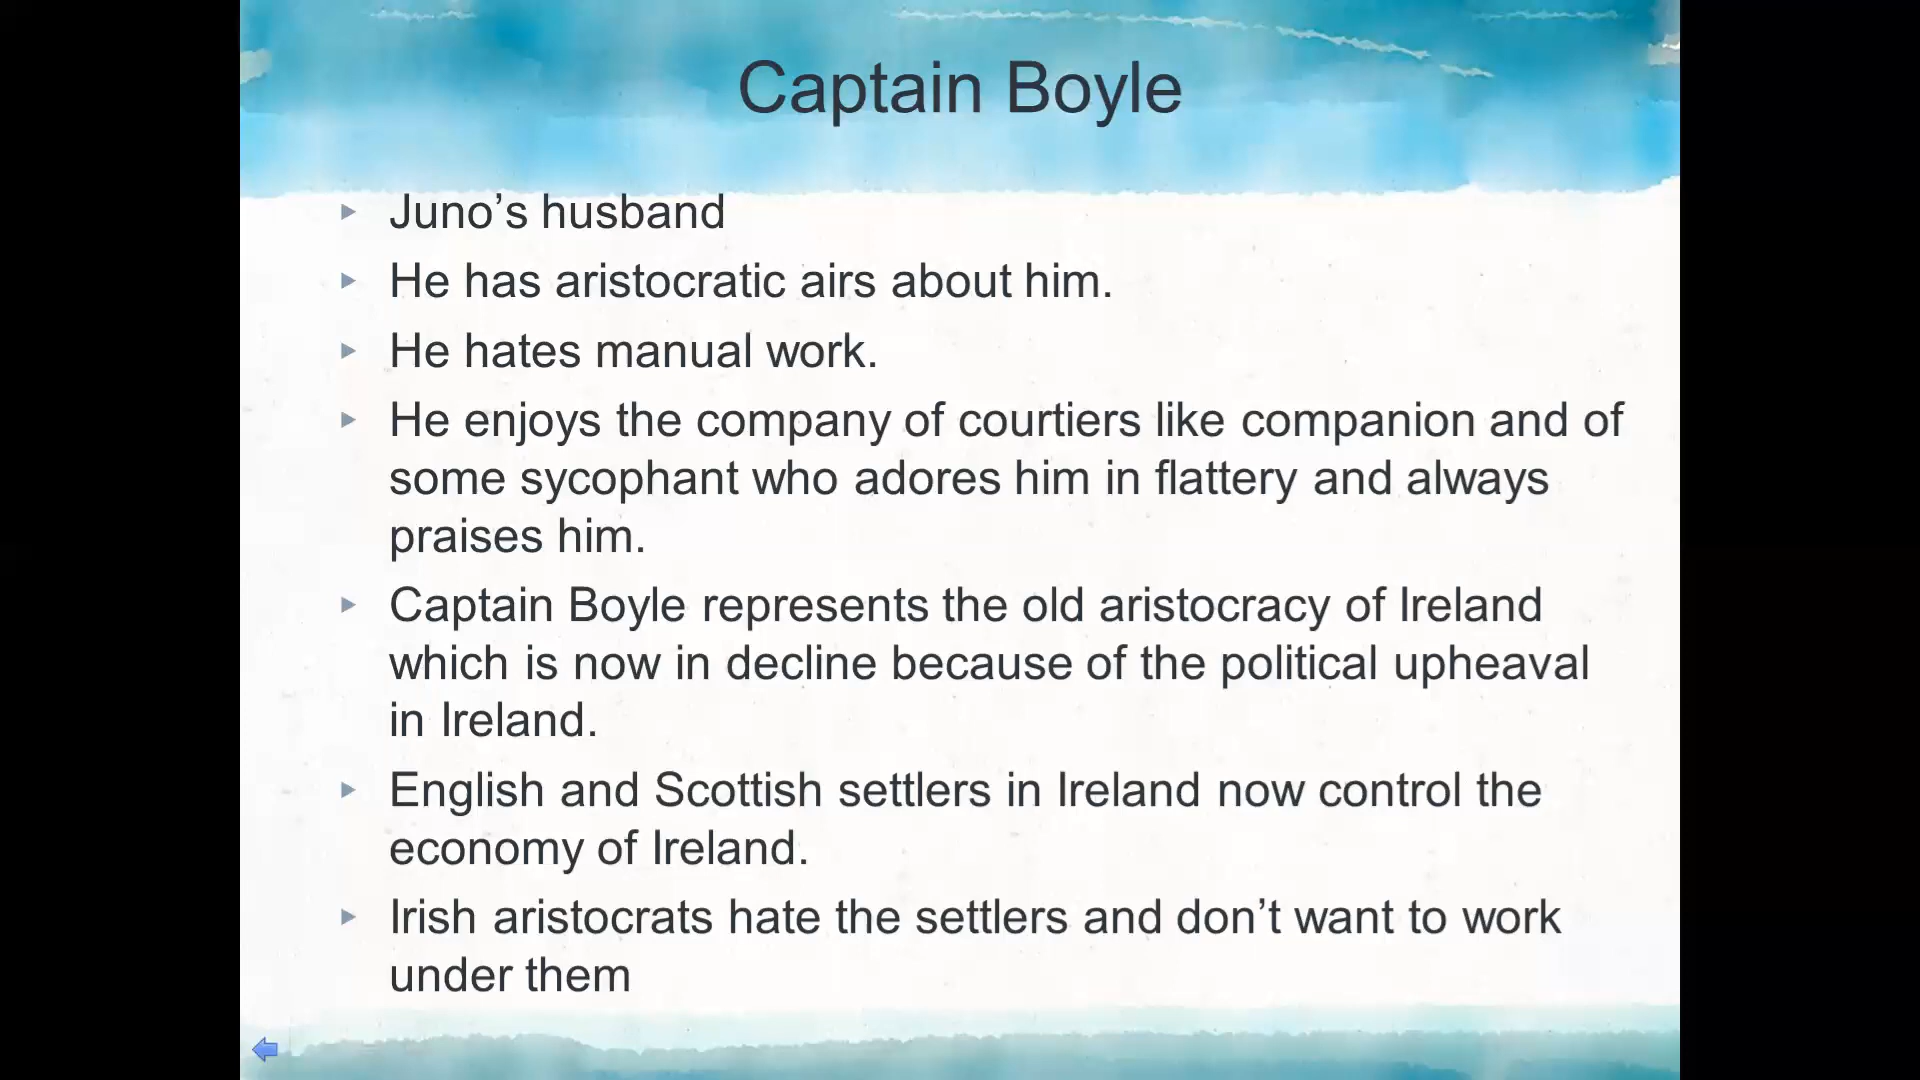 Captain Boyle
Juno’s husband
He has aristocratic airs about him.
He hates manual work.
He enjoys the company of courtiers like companion and of
some sycophant who adores him in flattery and always
praises him.
Captain Boyle represents the old aristocracy of Ireland
which is now in decline because of the political upheaval
in Ireland.
English and Scottish settlers in Ireland now control the
economy of Ireland.
Irish aristocrats hate the settlers and don’t want to work
under them